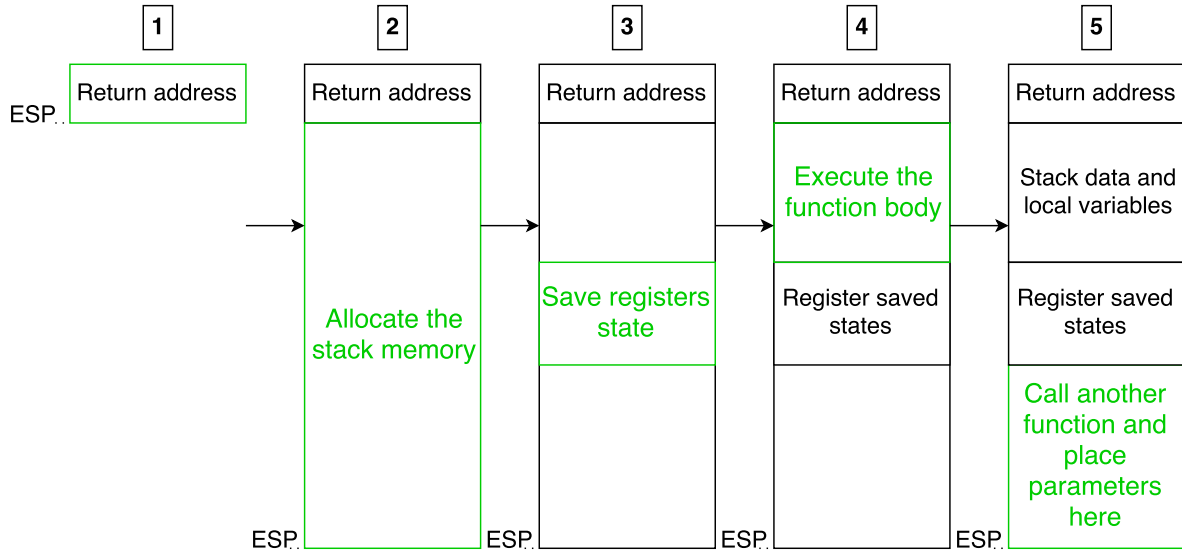 1
2
3
4
5
Return address
Return address
Return address
Return address
Return address
ESP..
Allocate the
stack memory
ESP..
Save registers
state
ESP..
Execute the
function body
Register saved
states
ESP..
Stack data and
local variables
Register saved
states
Call another
function and
place
parameters
here
ESP..